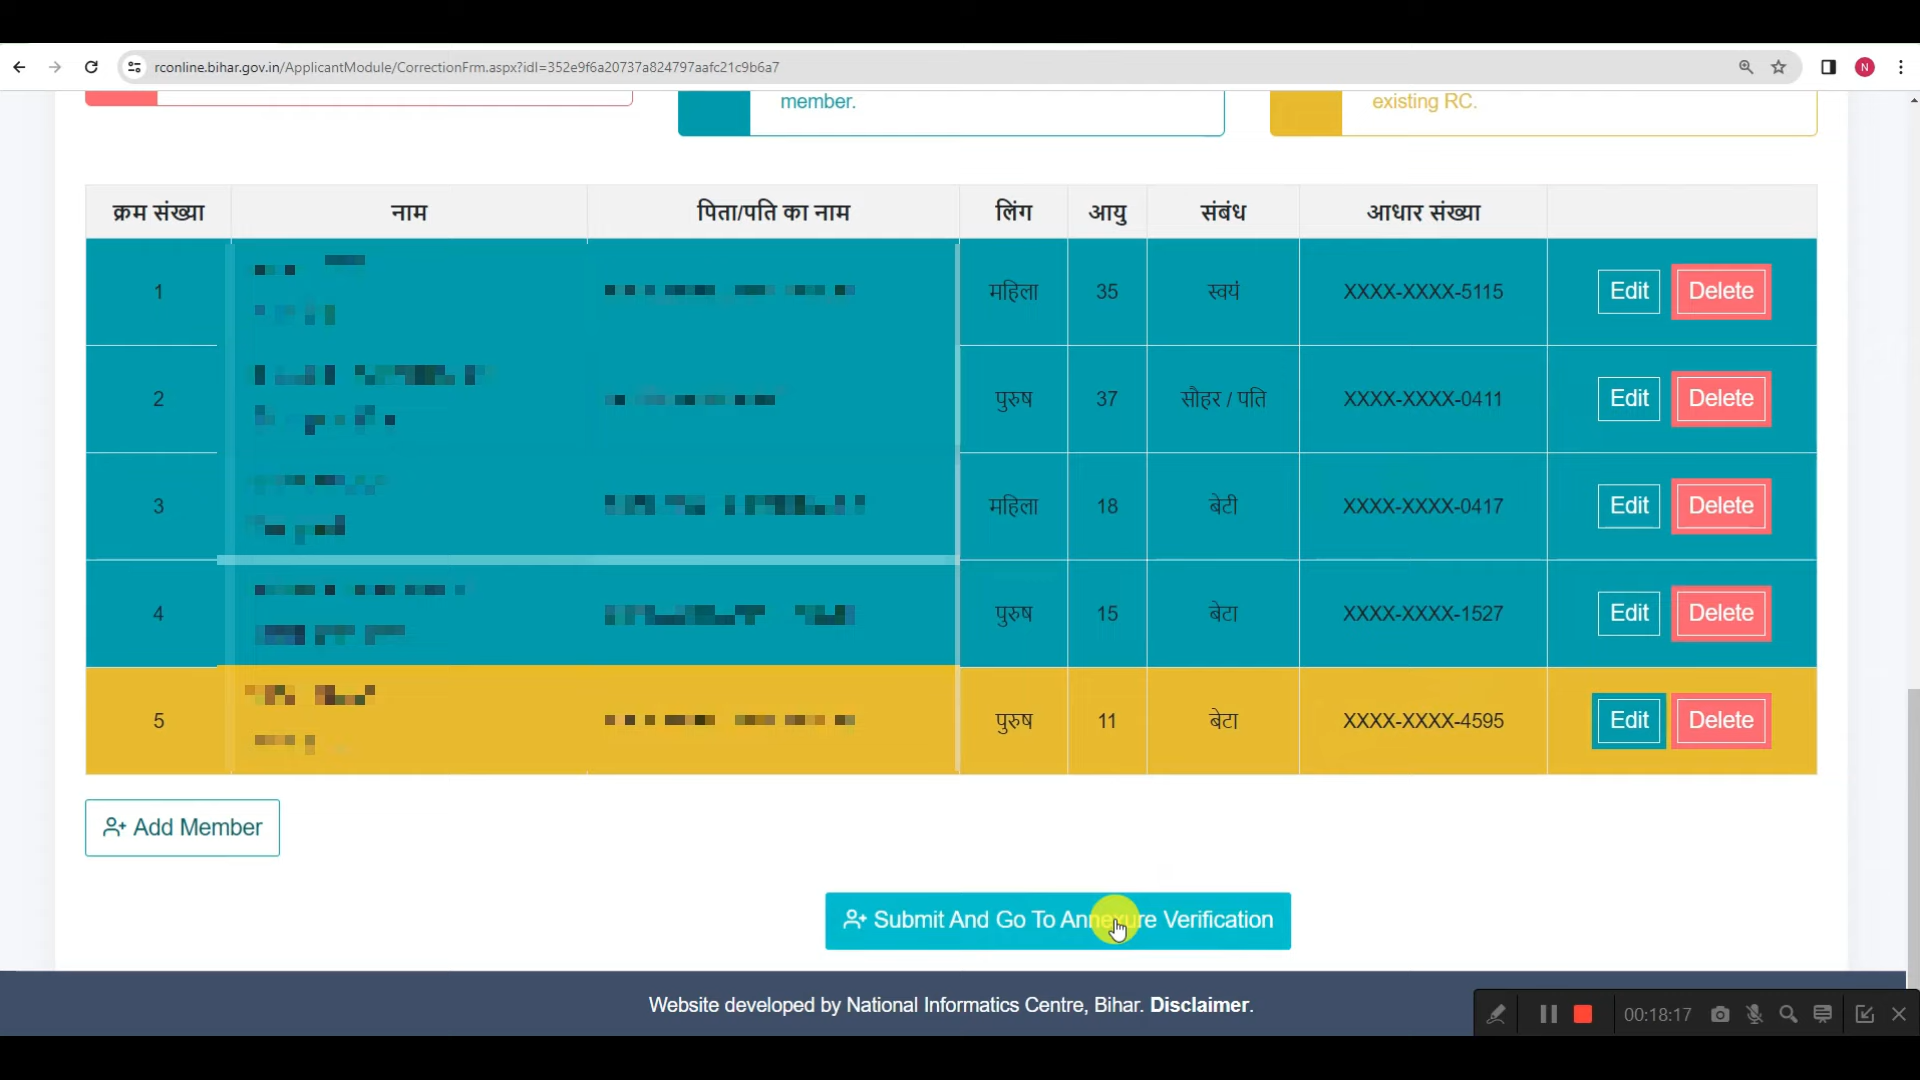 rconline.bihar.gov.in/ApplicantModule/CorrectionFrm.aspx?idl=352e9f6a20737a824797aafc21c9b6a7
N
member.
existing RC.
क्रम संख्या नाम पिता/पति का नाम लिंग आयु संबंध आधार संख्या
1 महिला 35 स्वयं XXXX-XXXX-5115 Edit Delete
2 पुरुष 37 सौहर / पति XXXX-XXXX-0411 Edit Delete
3 महिला 18 बेटी XXXX-XXXX-0417 Edit Delete
4 पुरुष 15 बेटा XXXX-XXXX-1527 Edit Delete
5 पुरुष 11 बेटा XXXX-XXXX-4595 Edit Delete
Add Member
Submit And Go To Annexure Verification
Website developed by National Informatics Centre, Bihar. Disclaimer.
00:18:17